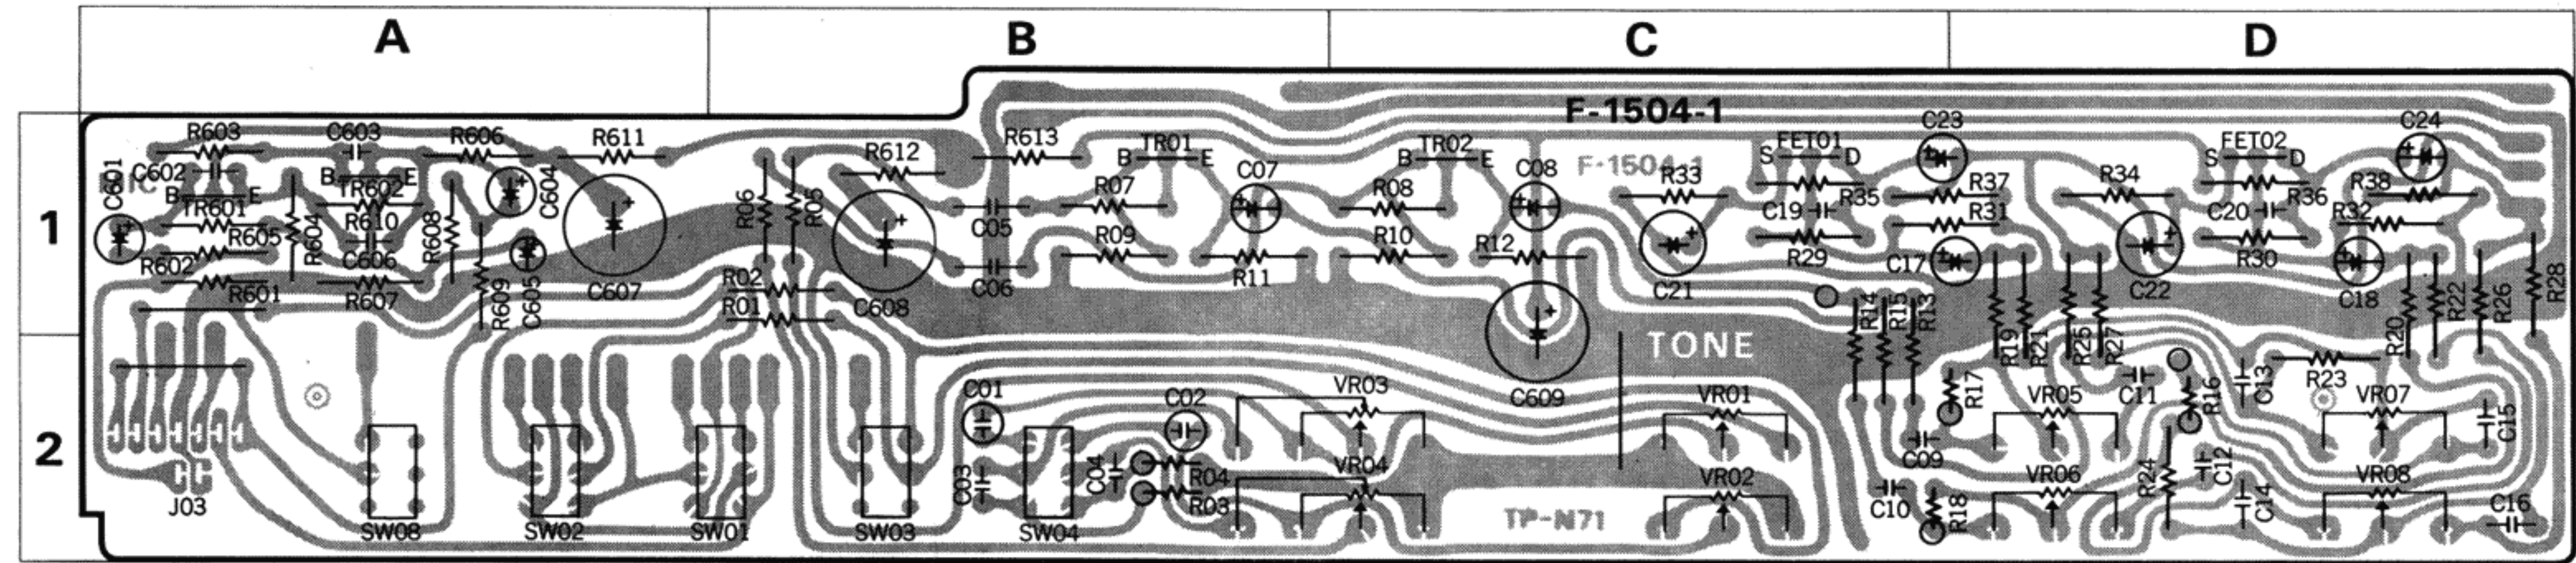 A B C D
F-1504-1
1
R603 C603 R606 R611 R612 R613 TR01 TR02 FET01 C23 FET02 C24
B E B E S D S D
F-1504-1
C601 C602 B E B E C604 C07 C08 R33 R34
TR602 R06 R05 R07 R08 R37 R38
TR601 R604 R610 R608 C19 R35 C20 R36 R32
R605 C05 R31
R602 C606 R09 R10 R12 R29 C17 R30
R601 R607 R609 C605 C607 R02 C608 C06 R11 C21 C22 C18 R28
R01 R14 R15 R13 R19 R21 R25 R27 R20 R22 R26
TONE
2
C01 C02 VR03 C609 VR01 R17 VR05 C11 R16 C13 R23 VR07 C15
C03 C04 R04 VR04 VR02 C09 VR06 R24 C12 VR08
J03 R03 C10 R18 C14 C16
TP-N71
SW08 SW02 SW01 SW03 SW04